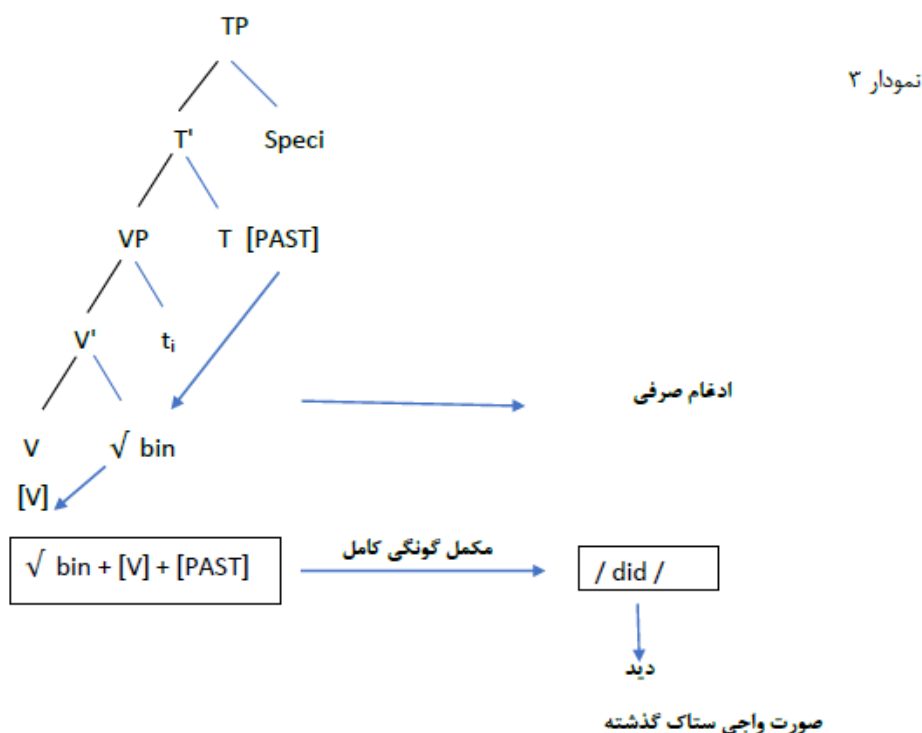 TP
نمودار ۳
T' Speci
VP T [PAST]
V' tᵢ
ادغام صرفی
V √ bin
[V]
√ bin + [V] + [PAST]
مکمل گونگی کامل
/ did /
دید
صورت واجی ستاک گذشته